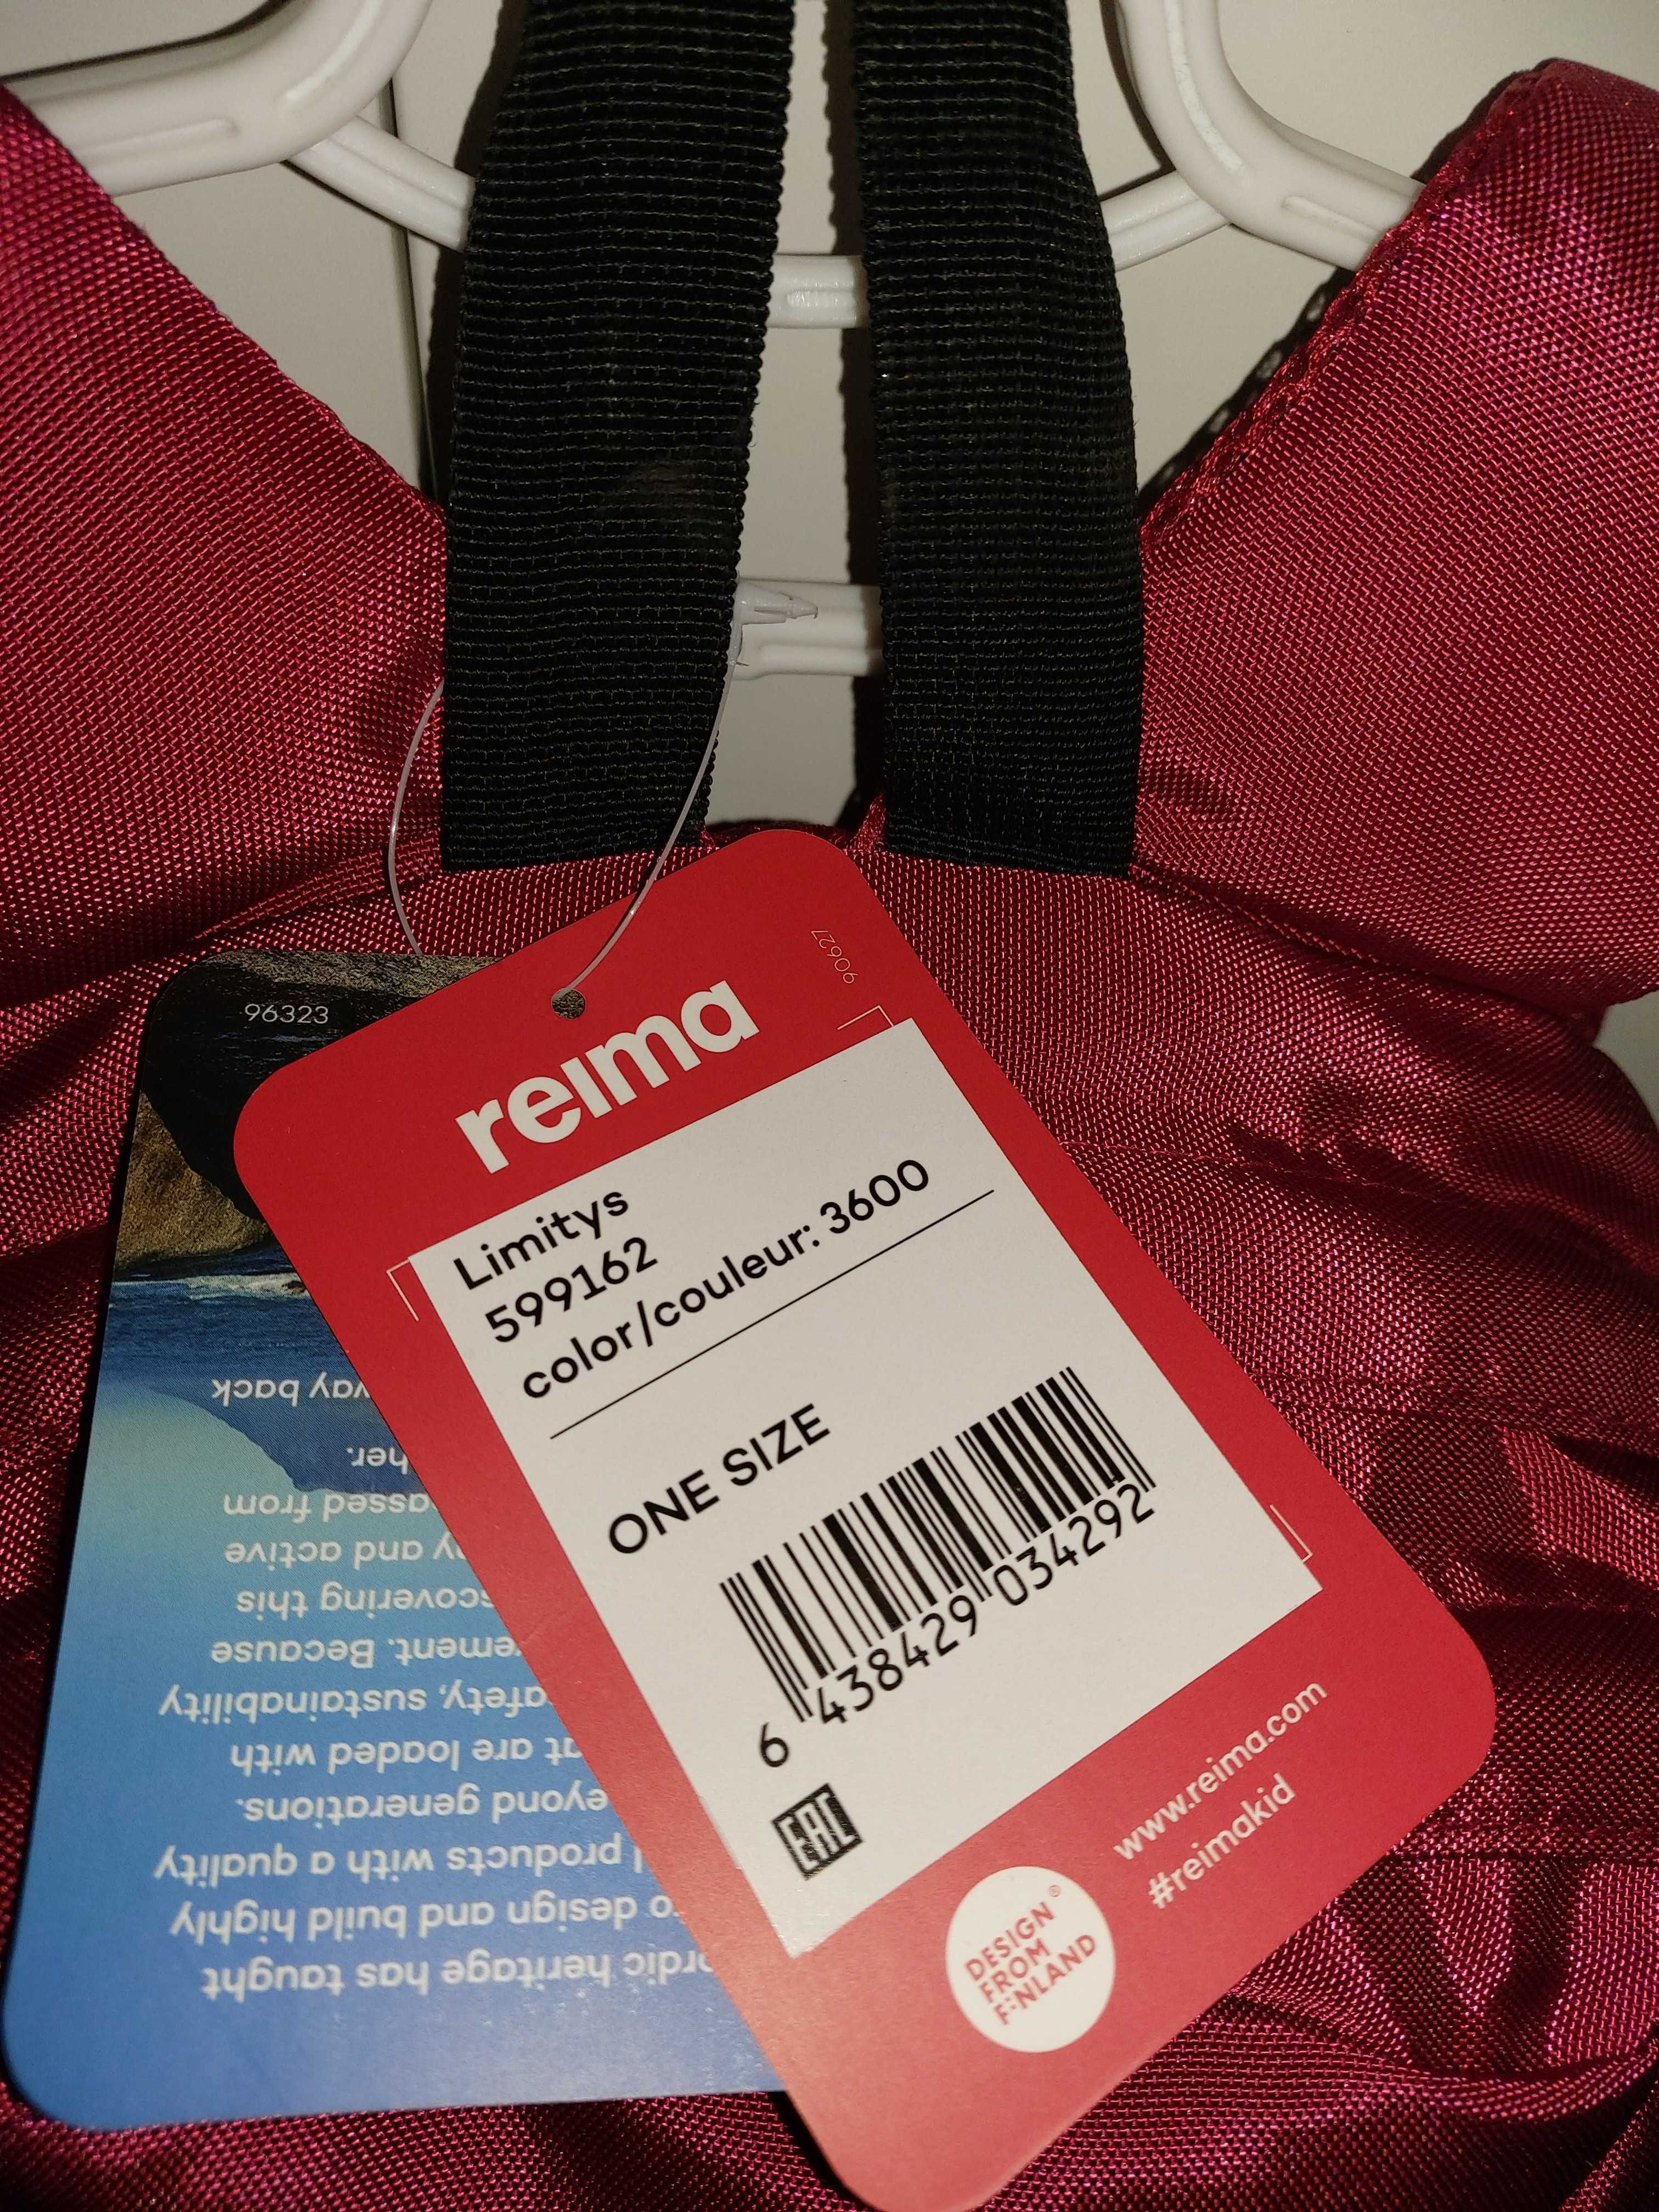 reima
90627
Limitys
599162
color/couleur: 3600
ONE SIZE
6 438429 034292
EAC
www.reima.com
#reimakid
DESIGN
FROM
FINLAND
®
96323
heritage has taught
design and build highly
products with a quality
generations.
are loaded with
sustainability
Because
this
and active
from
back